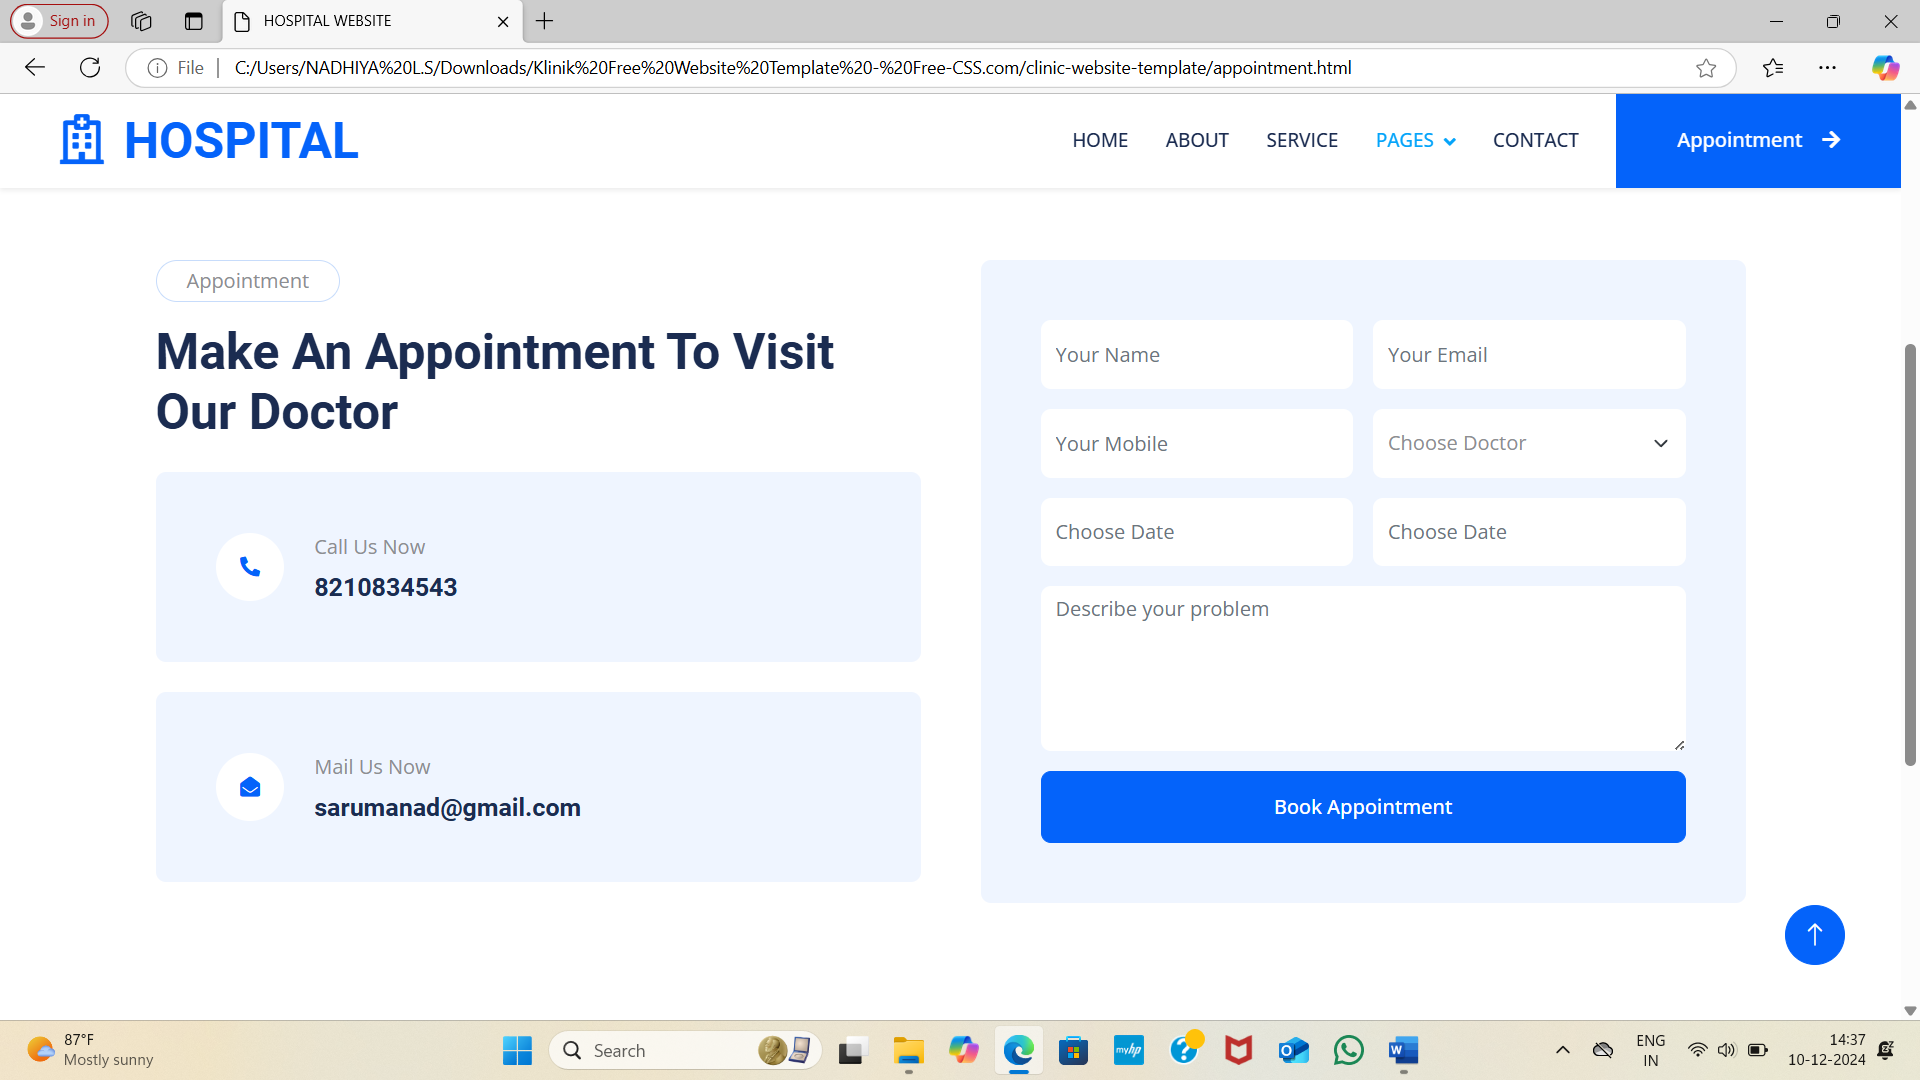 Sign in
HOSPITAL WEBSITE
File
C:/Users/NADHIYA%20L.S/Downloads/Klinik%20Free%20Website%20Template%20-%20Free-CSS.com/clinic-website-template/appointment.html
HOSPITAL
HOME
ABOUT
SERVICE
PAGES
CONTACT
Appointment
Appointment
Make An Appointment To Visit
Our Doctor
Call Us Now
8210834543
Mail Us Now
sarumanad@gmail.com
Your Name
Your Email
Your Mobile
Choose Doctor
Choose Date
Choose Date
Describe your problem
Book Appointment
87°F
Mostly sunny
Search
myhp
ENG
IN
14:37
10-12-2024